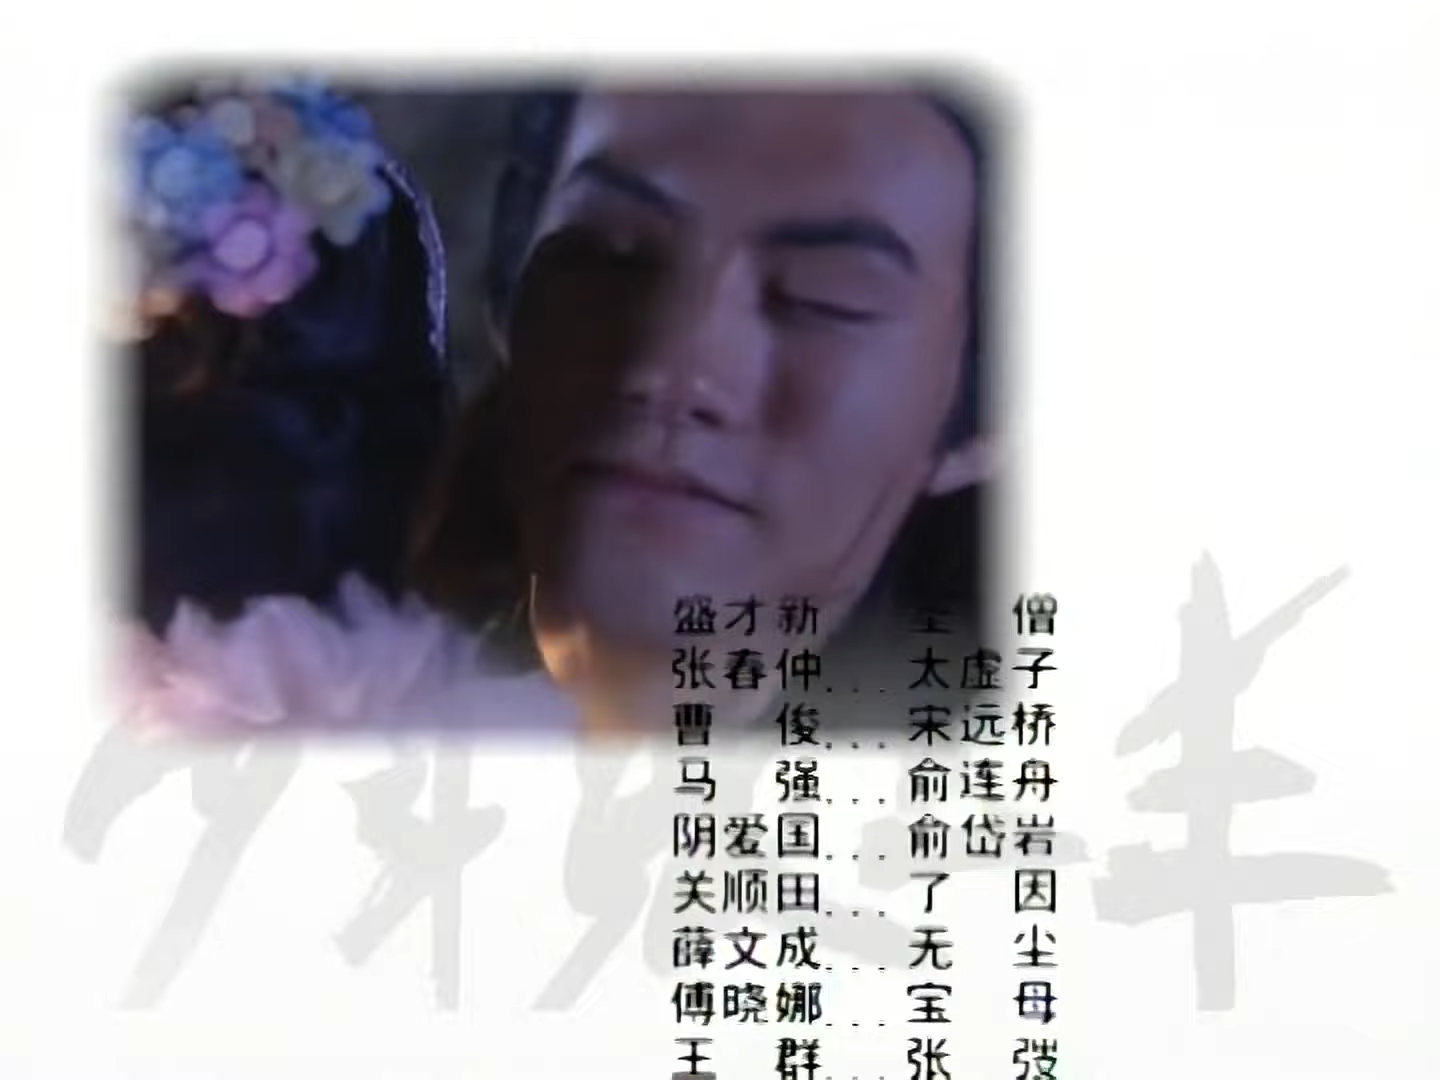 盛才新 僧
张春仲...太虚子
曹俊...宋远桥
马强...俞连舟
阴爱国...俞岱岩
关顺田...了因
薛文成...无尘
傅晓娜...宝母
王群...张弢